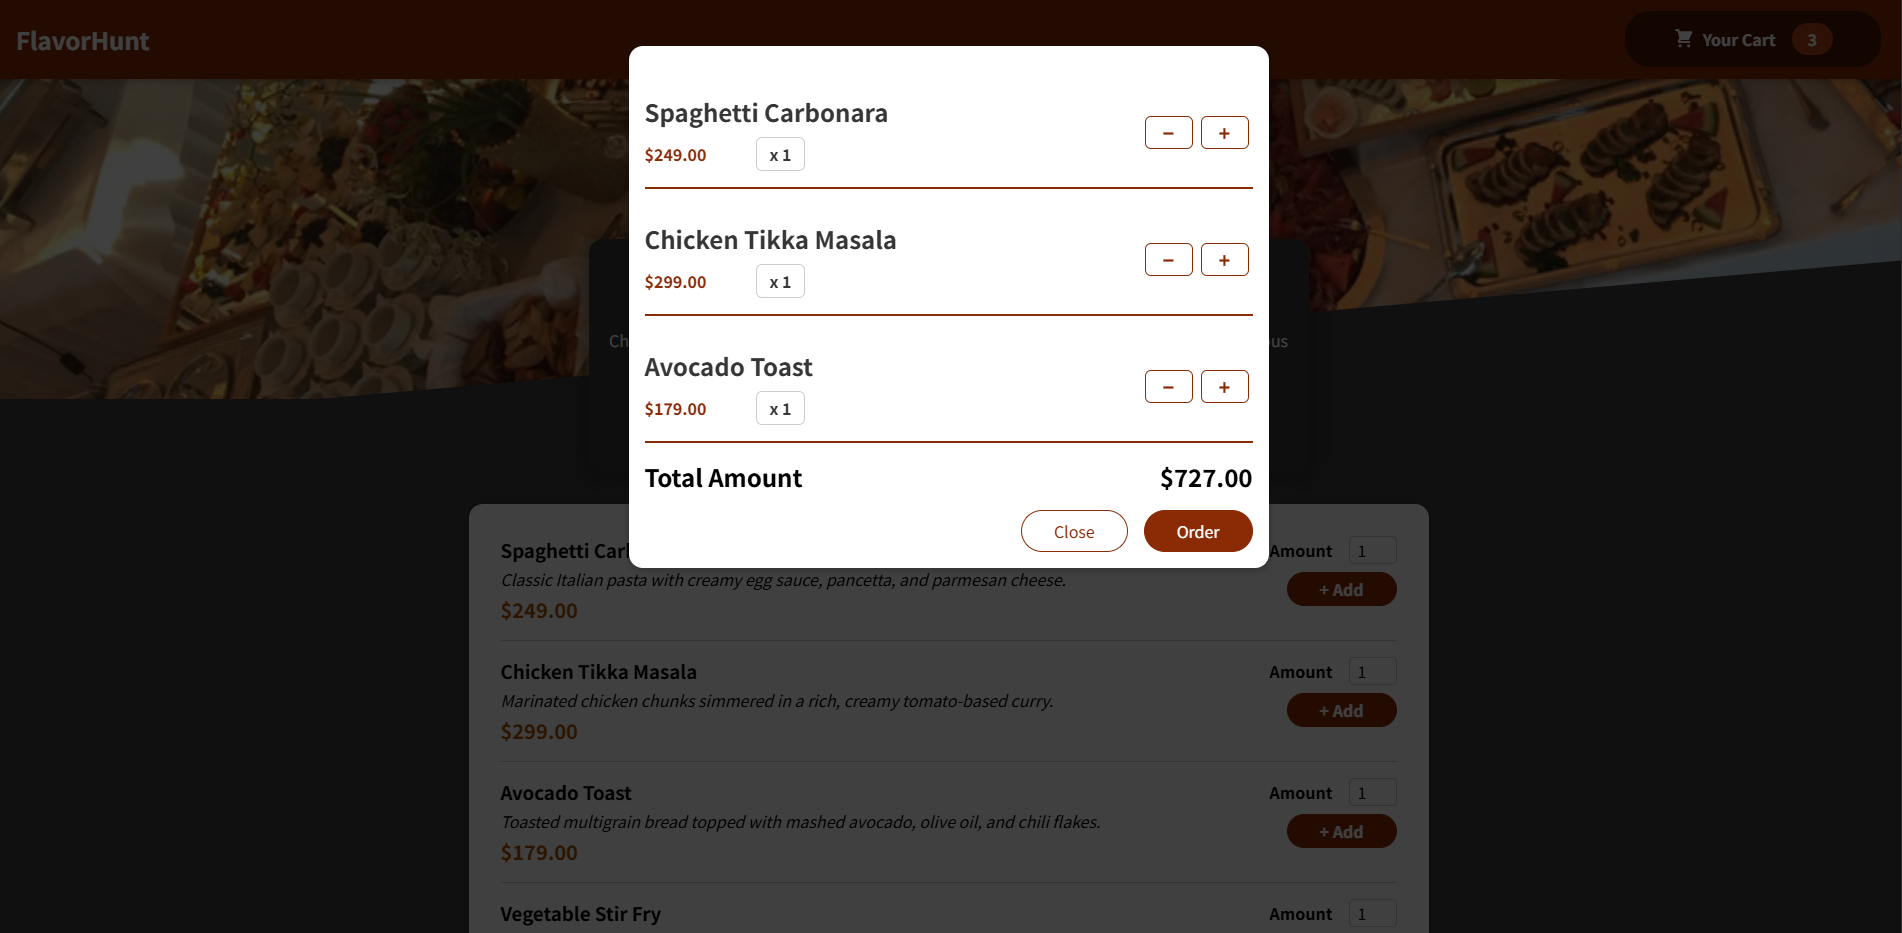 FlavorHunt
Your Cart 3
Spaghetti Carbonara
− +
$249.00 x 1
Chicken Tikka Masala
− +
$299.00 x 1
Avocado Toast
− +
$179.00 x 1
Total Amount $727.00
Close Order
Amount 1
Classic Italian pasta with creamy egg sauce, pancetta, and parmesan cheese.
+ Add
$249.00
Chicken Tikka Masala Amount 1
Marinated chicken chunks simmered in a rich, creamy tomato-based curry.
+ Add
$299.00
Avocado Toast Amount 1
Toasted multigrain bread topped with mashed avocado, olive oil, and chili flakes.
+ Add
$179.00
Vegetable Stir Fry Amount 1